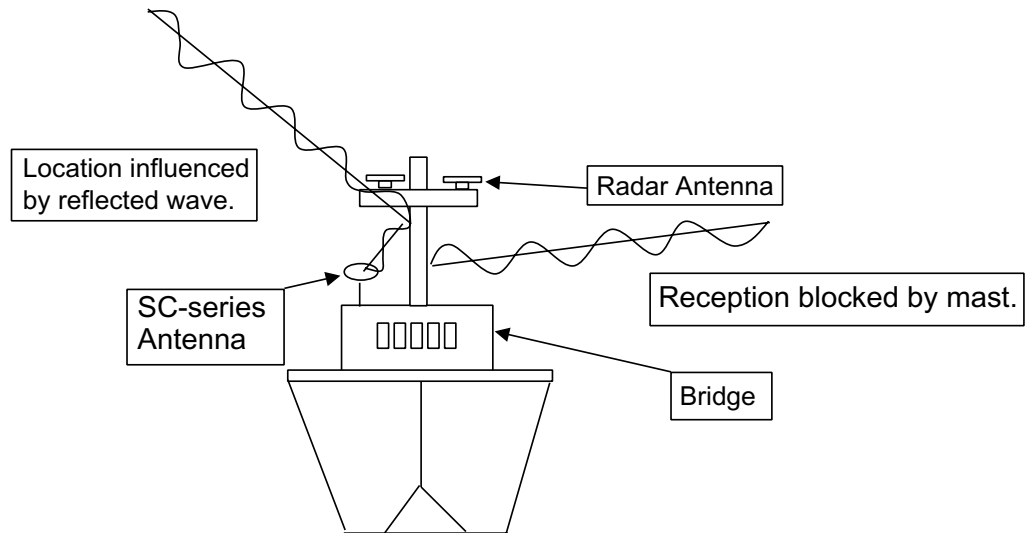 Location influenced
by reflected wave.
Radar Antenna
SC-series
Antenna
Reception blocked by mast.
Bridge